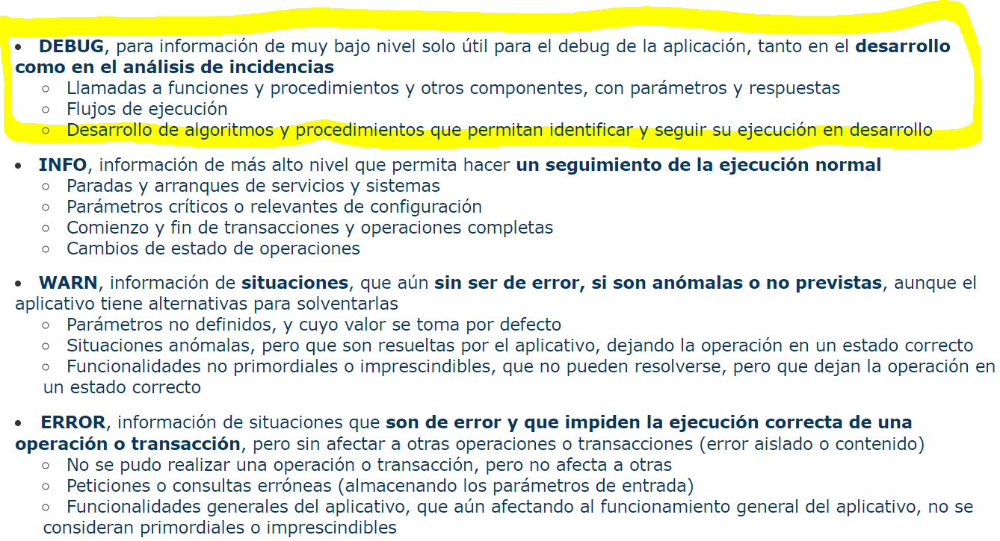 • DEBUG, para información de muy bajo nivel solo útil para el debug de la aplicación, tanto en el desarrollo
como en el análisis de incidencias
○ Llamadas a funciones y procedimientos y otros componentes, con parámetros y respuestas
○ Flujos de ejecución
○ Desarrollo de algoritmos y procedimientos que permitan identificar y seguir su ejecución en desarrollo
• INFO, información de más alto nivel que permita hacer un seguimiento de la ejecución normal
○ Paradas y arranques de servicios y sistemas
○ Parámetros críticos o relevantes de configuración
○ Comienzo y fin de transacciones y operaciones completas
○ Cambios de estado de operaciones
• WARN, información de situaciones, que aún sin ser de error, si son anómalas o no previstas, aunque el
aplicativo tiene alternativas para solventarlas
○ Parámetros no definidos, y cuyo valor se toma por defecto
○ Situaciones anómalas, pero que son resueltas por el aplicativo, dejando la operación en un estado correcto
○ Funcionalidades no primordiales o imprescindibles, que no pueden resolverse, pero que dejan la operación en
un estado correcto
• ERROR, información de situaciones que son de error y que impiden la ejecución correcta de una
operación o transacción, pero sin afectar a otras operaciones o transacciones (error aislado o contenido)
○ No se pudo realizar una operación o transacción, pero no afecta a otras
○ Peticiones o consultas erróneas (almacenando los parámetros de entrada)
○ Funcionalidades generales del aplicativo, que aún afectando al funcionamiento general del aplicativo, no se
consideran primordiales o imprescindibles